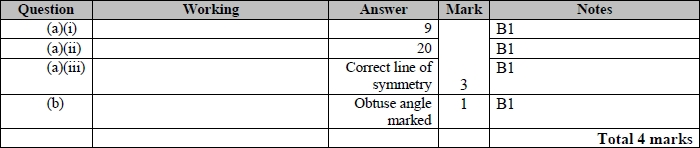 Question Working Answer Mark Notes
(a)(i) 9 B1
(a)(ii) 20 B1
(a)(iii) Correct line of B1
symmetry 3
(b) Obtuse angle 1 B1
marked
Total 4 marks